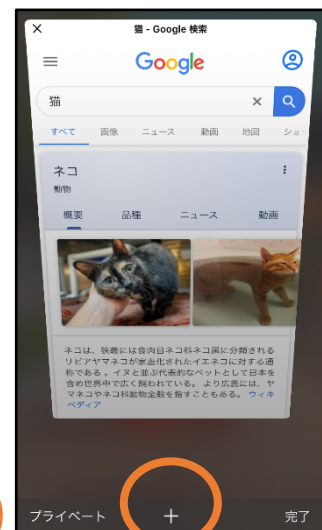 猫 - Google 検索
Google
猫
すべて 画像 ニュース 動画 地図 ショ
ネコ
動物
概要 品種 ニュース 動画
ネコは、狭義には食肉目ネコ科ネコ属に分類される
リビアヤマネコが家畜化されたイエネコに対する通
称である。イヌと並ぶ代表的なペットとして日本を
含め世界中で広く飼われている。 より広義には、ヤ
マネコやネコ科動物全般を指すこともある。 ウィキ
ペディア
プライベート + 完了